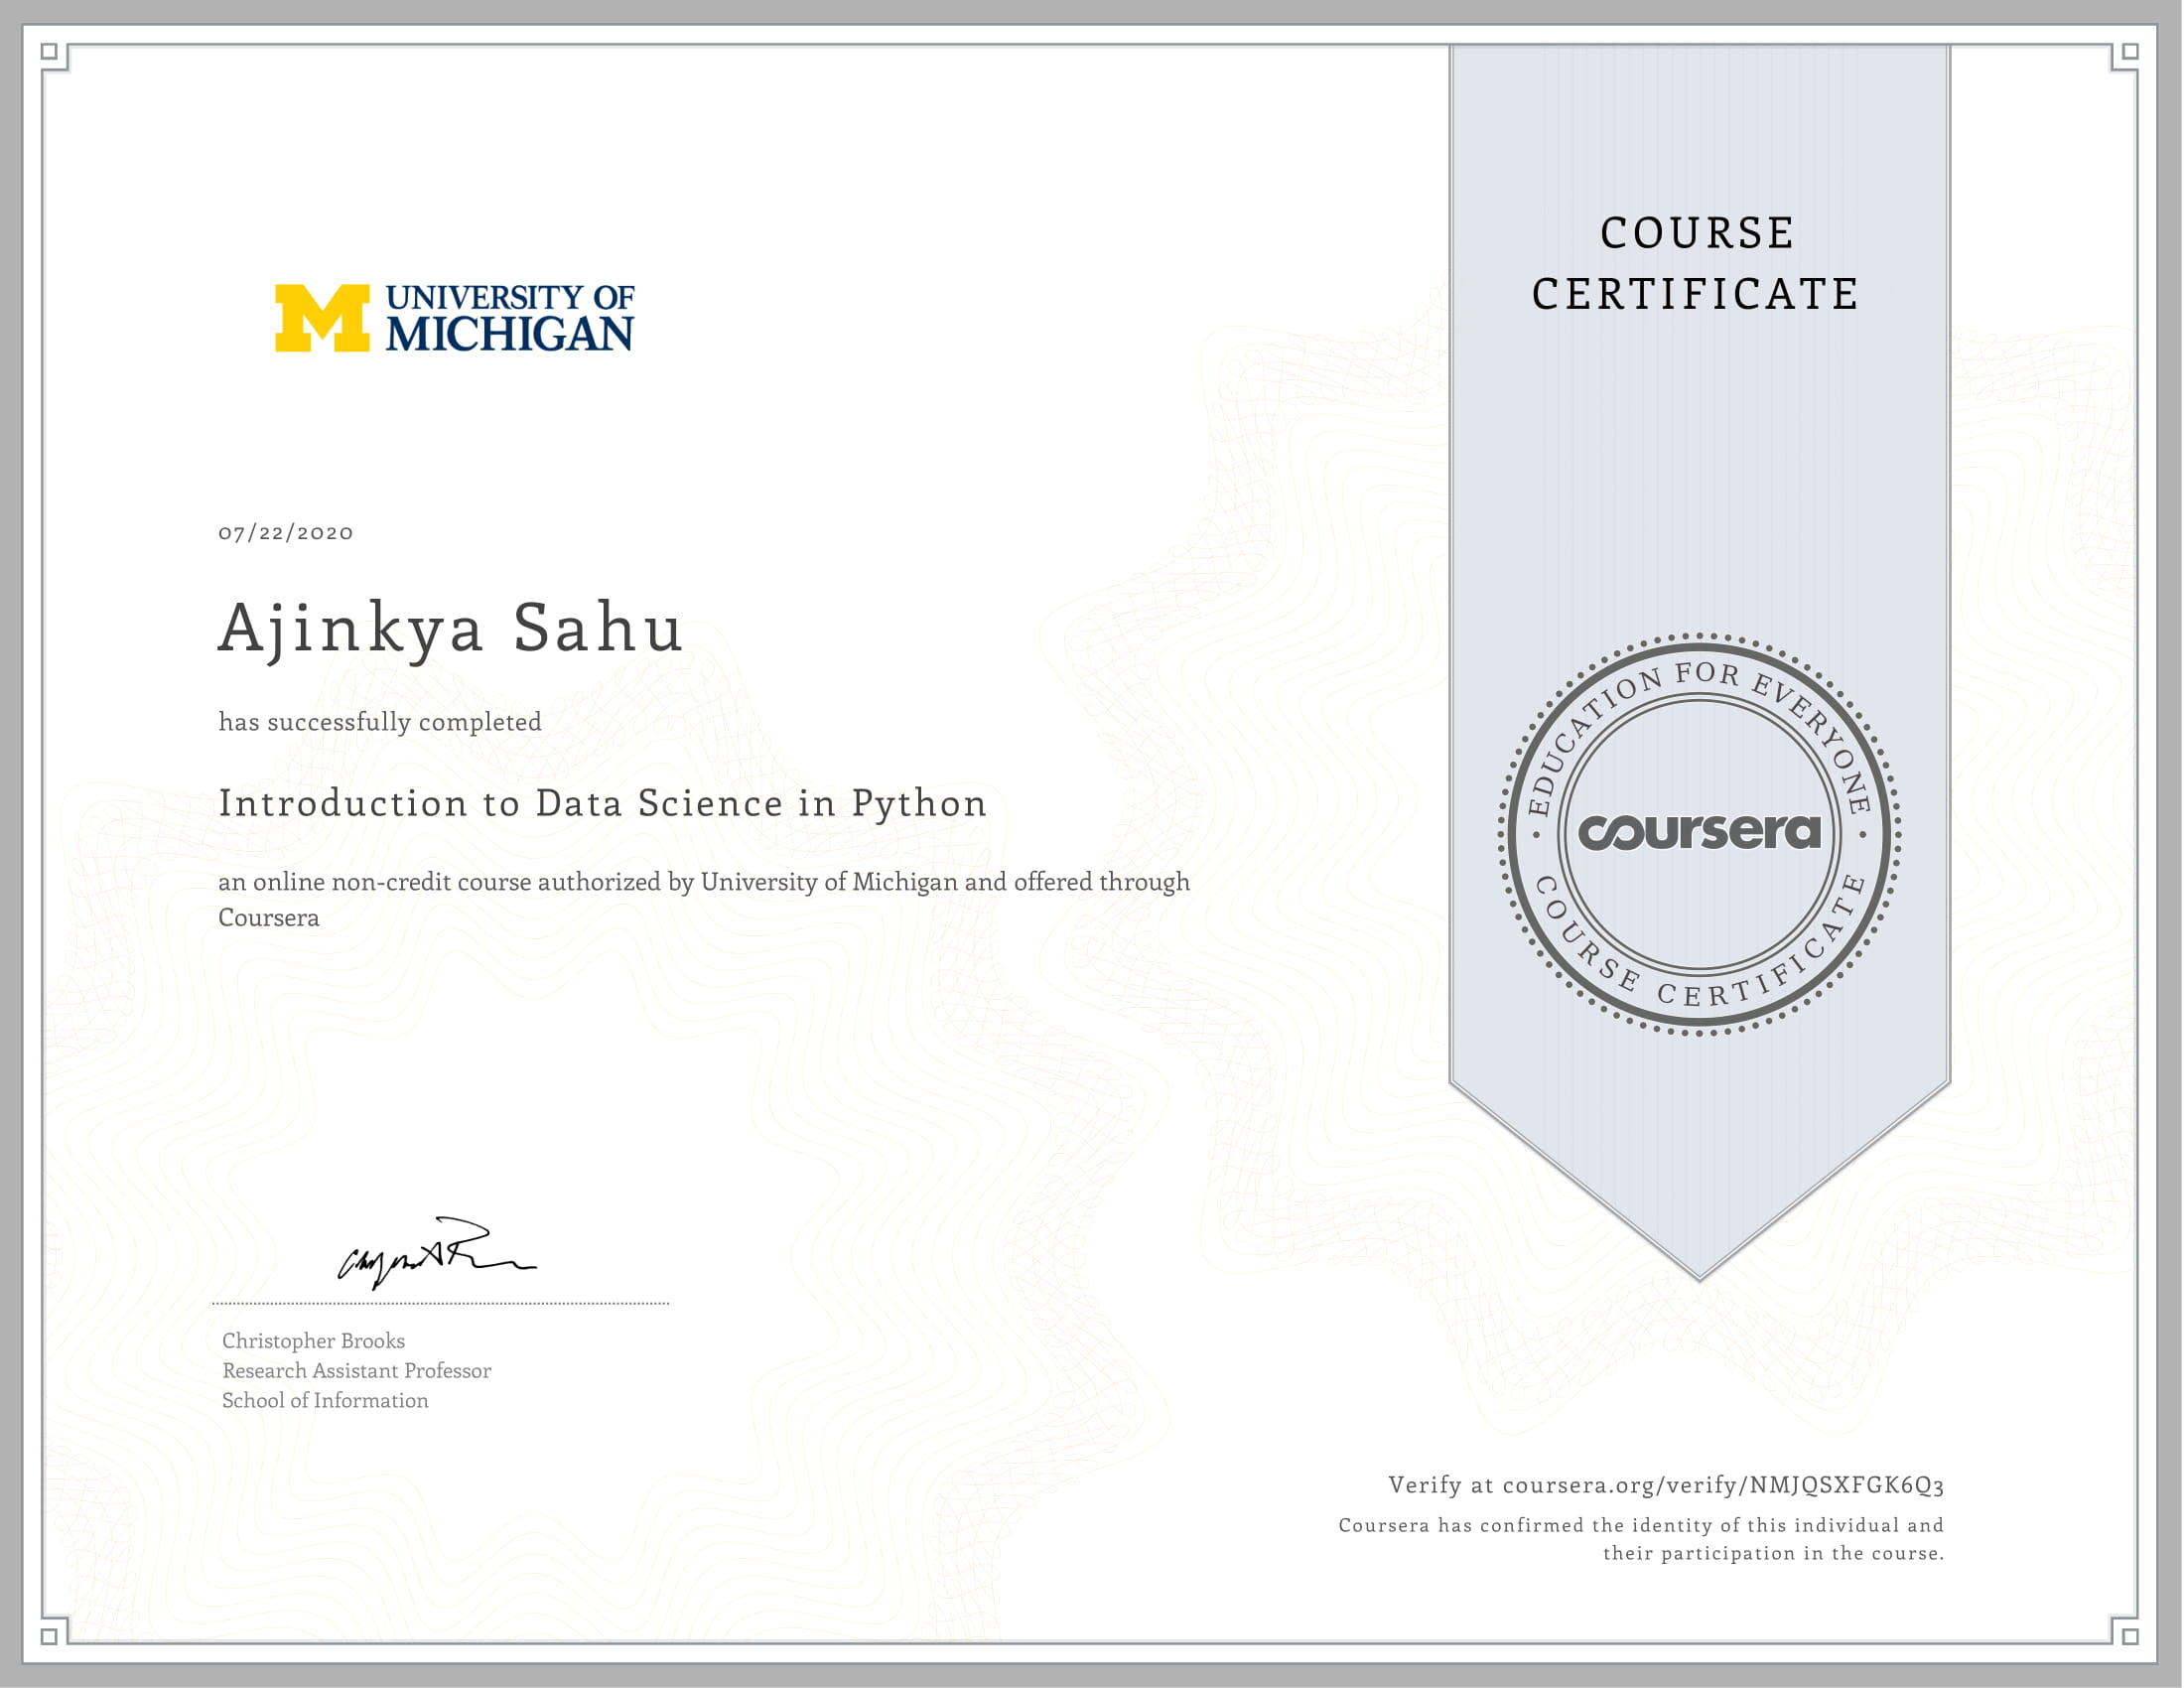 COURSE
CERTIFICATE
UNIVERSITY OF
MICHIGAN
07/22/2020
Ajinkya Sahu
has successfully completed
Introduction to Data Science in Python
an online non-credit course authorized by University of Michigan and offered through
Coursera
EDUCATION FOR EVERYONE
coursera
COURSE CERTIFICATE
Christopher Brooks
Research Assistant Professor
School of Information
Verify at coursera.org/verify/NMJQSXFGK6Q3
Coursera has confirmed the identity of this individual and
their participation in the course.